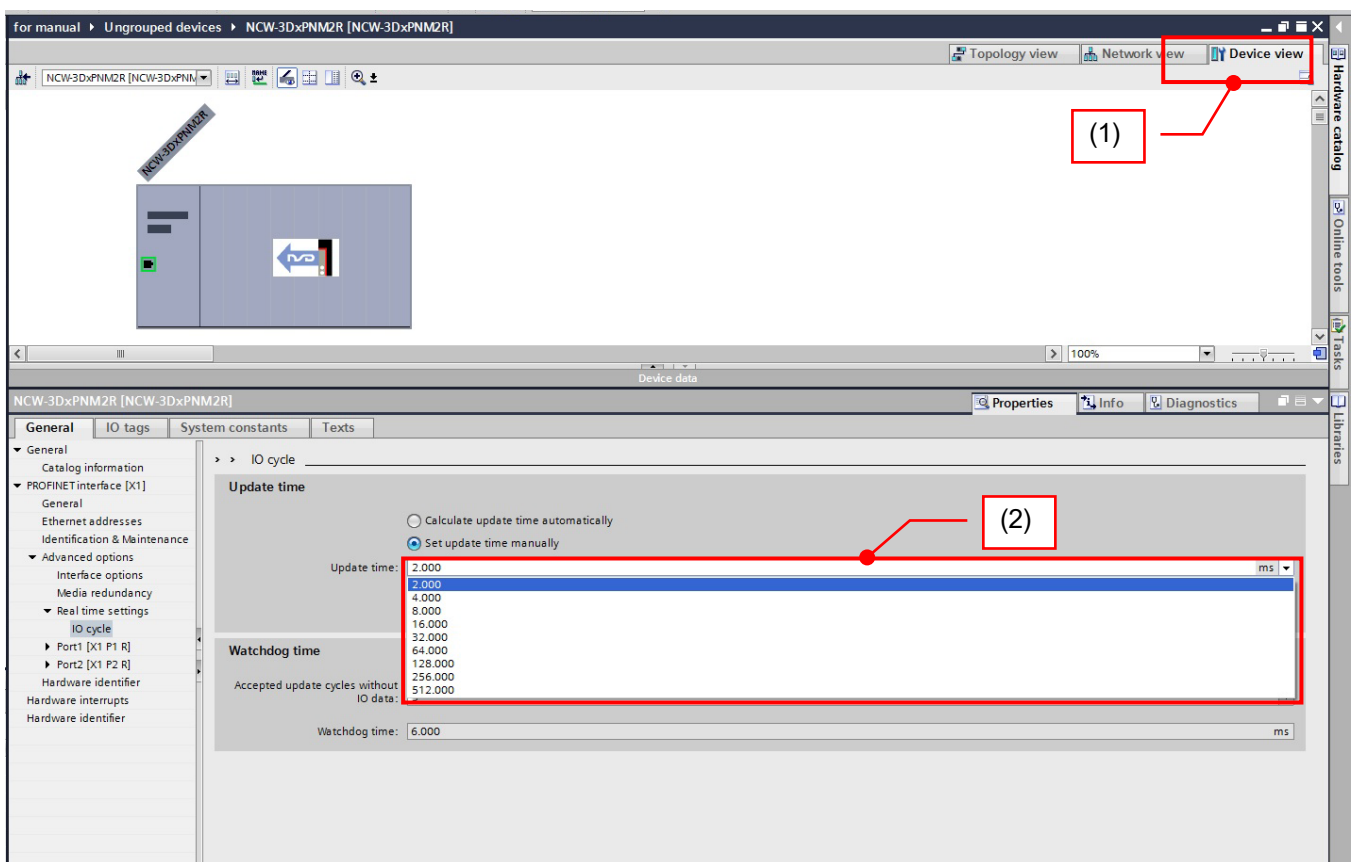 for manual ▸ Ungrouped devices ▸ NCW-3DxPNM2R [NCW-3DxPNM2R]
Topology view
Network view
Device view
NCW-3DxPNM2R [NCW-3DxPNM
NCW-3DxPNM2R
(1)
100%
Device data
NCW-3DxPNM2R [NCW-3DxPNM2R]
Properties
Info
Diagnostics
General
IO tags
System constants
Texts
General
Catalog information
PROFINET interface [X1]
General
Ethernet addresses
Identification & Maintenance
Advanced options
Interface options
Media redundancy
Real time settings
IO cycle
Port1 [X1 P1 R]
Port2 [X1 P2 R]
Hardware identifier
Hardware interrupts
Hardware identifier
> > IO cycle
Update time
Calculate update time automatically
Set update time manually
(2)
Update time: 2.000 ms
2.000
4.000
8.000
16.000
32.000
64.000
128.000
256.000
512.000
Watchdog time
Accepted update cycles without
IO data:
Watchdog time: 6.000 ms
Hardware catalog
Online tools
Tasks
Libraries